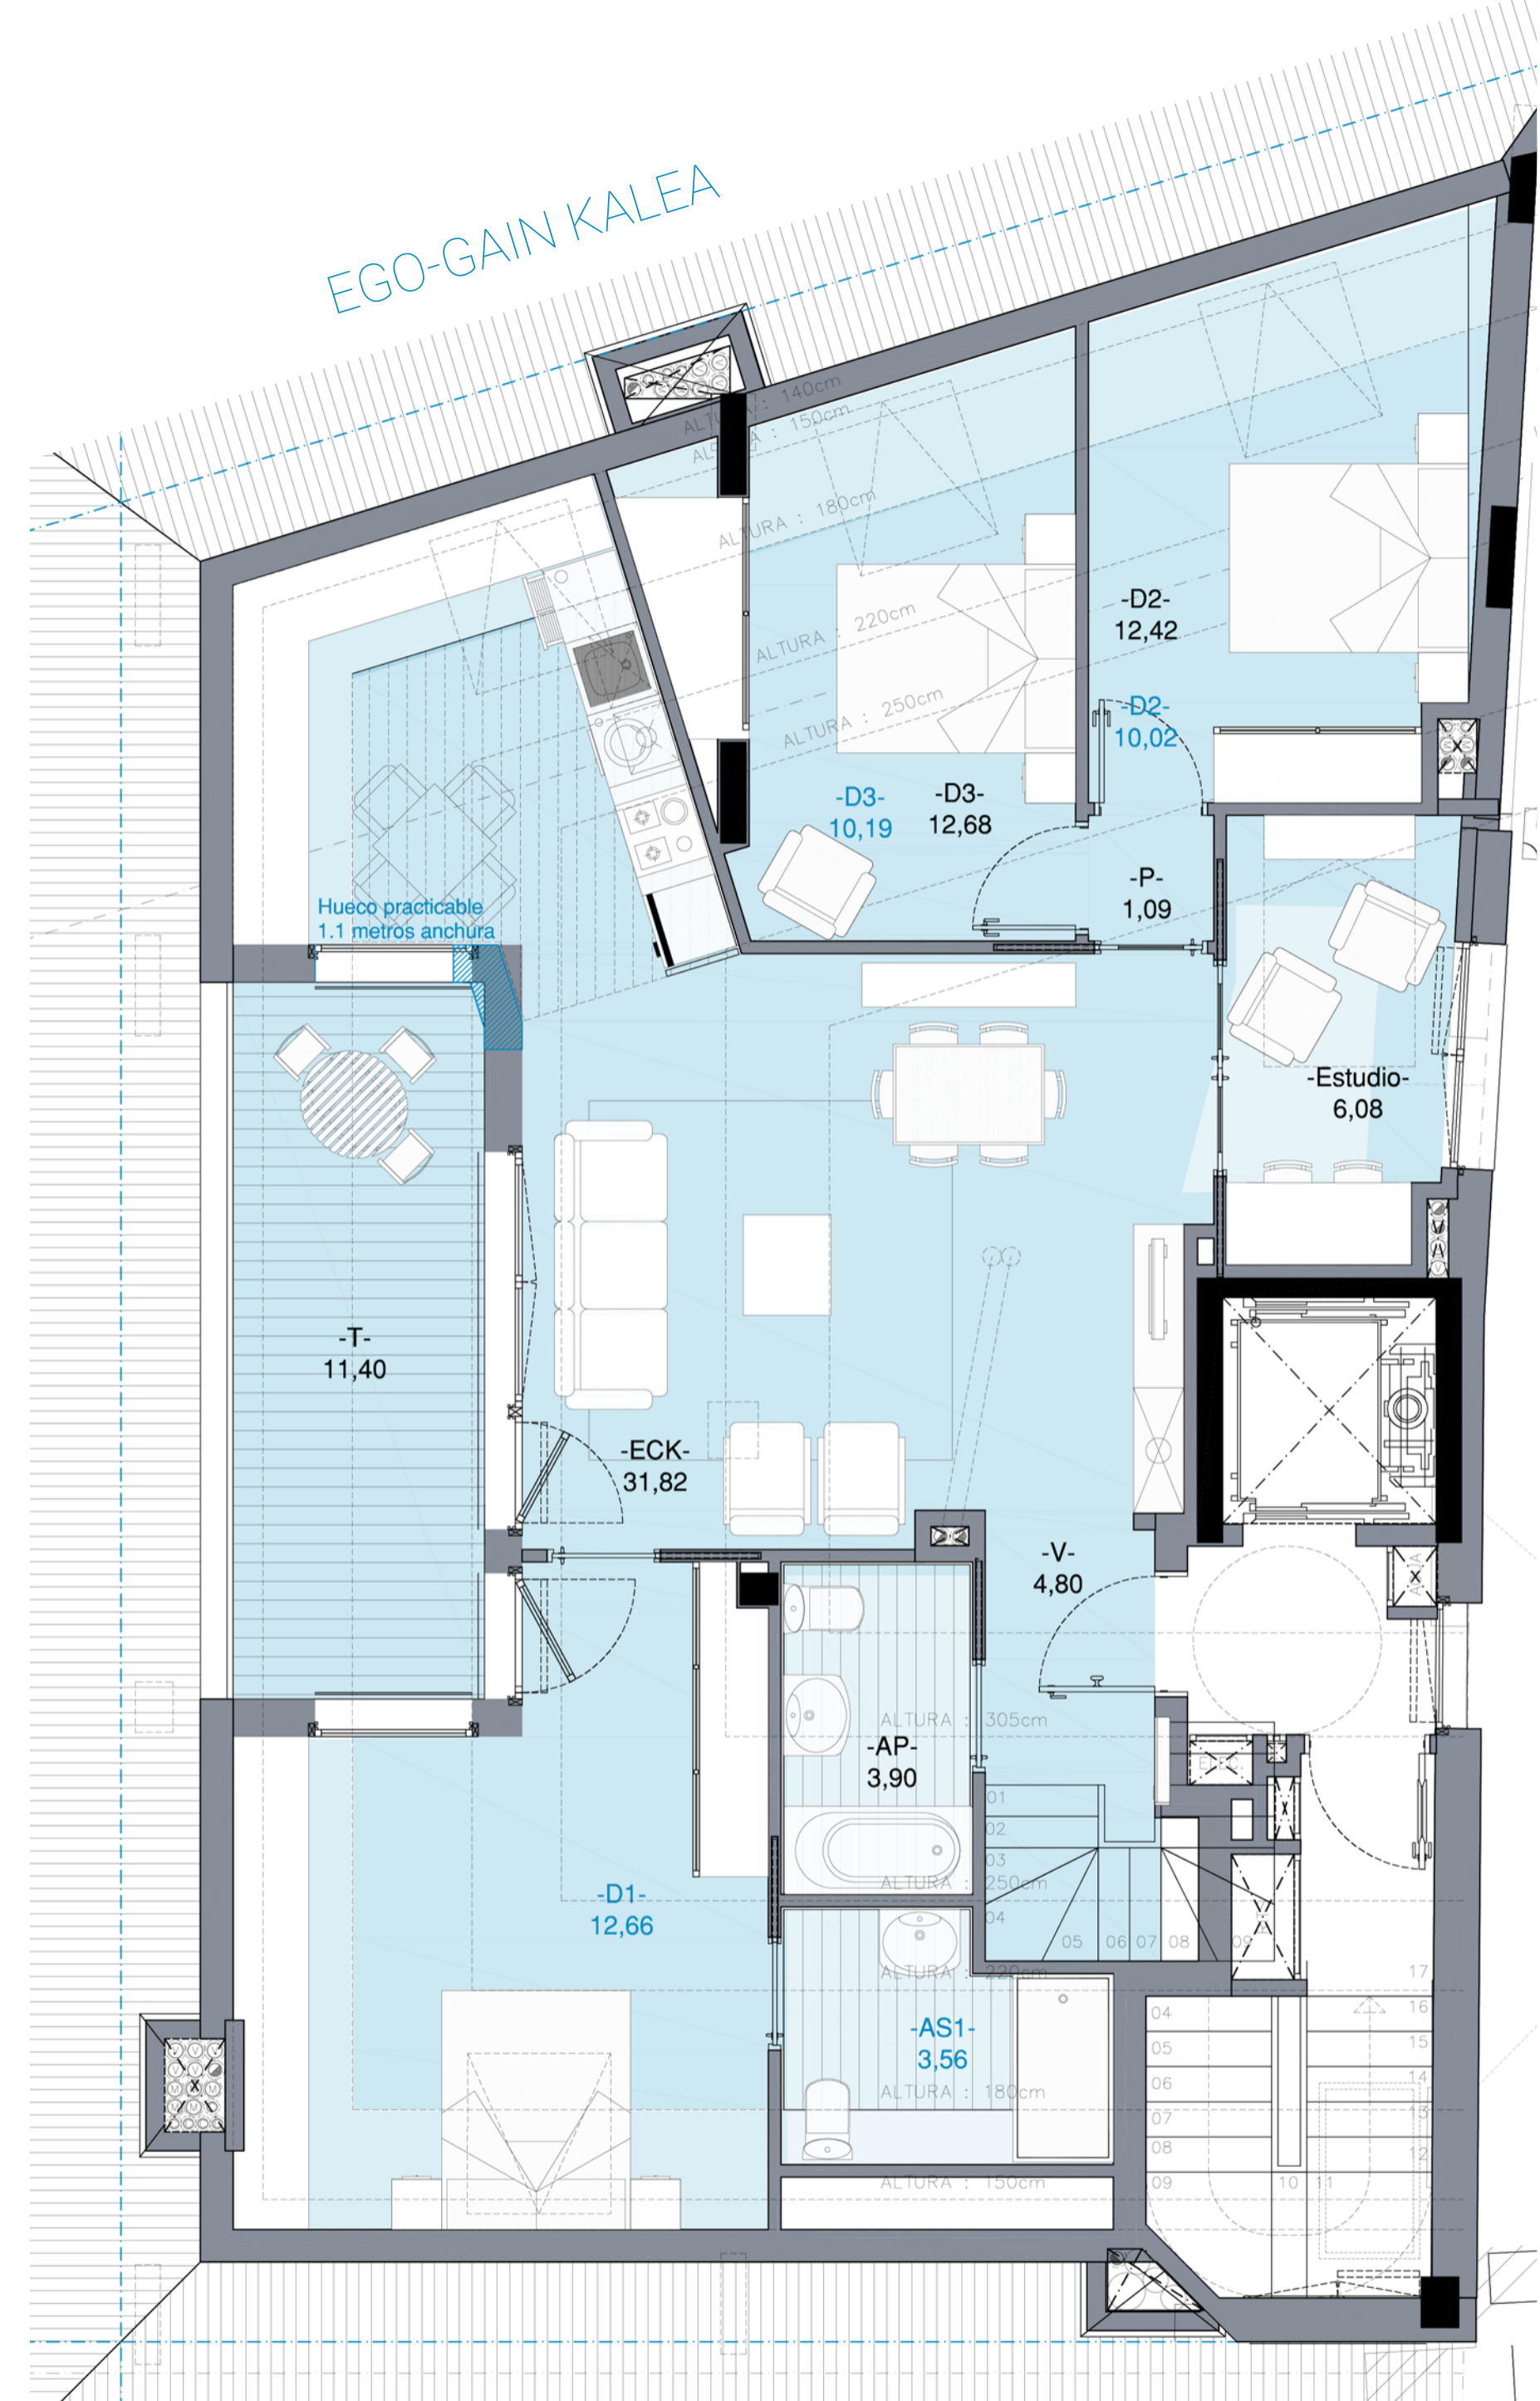 EGO-GAIN KALEA
ALTURA : 140cm
ALTURA : 150cm
ALTURA : 180cm
-D2-
12,42
ALTURA : 220cm
ALTURA : 250cm
-D2-
10,02
-D3-
10,19
-D3-
12,68
-P-
1,09
Hueco practicable
1.1 metros anchura
-Estudio-
6,08
-T-
11,40
-ECK-
31,82
-V-
4,80
ALTURA : 305cm
-AP-
3,90
01
02
03
ALTURA : 250cm
04
05
06
07
08
09
-D1-
12,66
ALTURA : 220cm
-AS1-
3,56
ALTURA : 180cm
ALTURA : 150cm
17
04
16
05
15
06
14
07
13
08
12
09
10
11